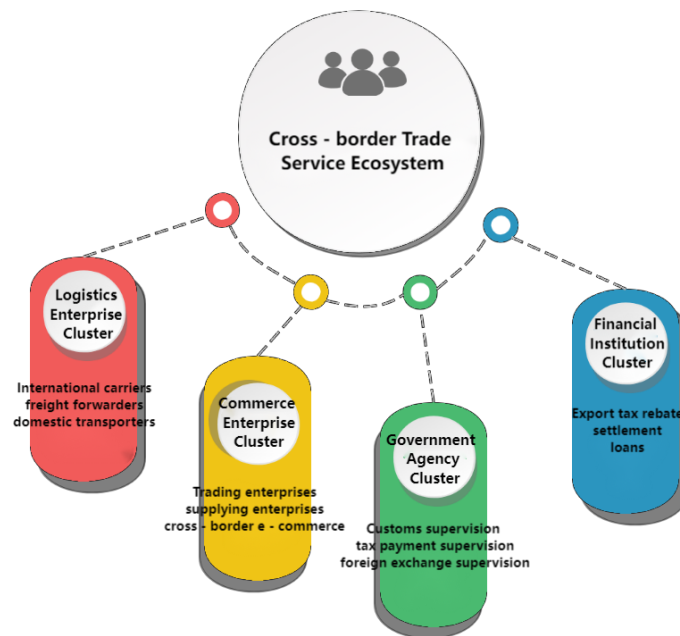 Cross - border Trade
Service Ecosystem
Logistics
Enterprise
Cluster
International carriers
freight forwarders
domestic transporters
Commerce
Enterprise
Cluster
Trading enterprises
supplying enterprises
cross - border e - commerce
Government
Agency
Cluster
Customs supervision
tax payment supervision
foreign exchange supervision
Financial
Institution
Cluster
Export tax rebate
settlement
loans